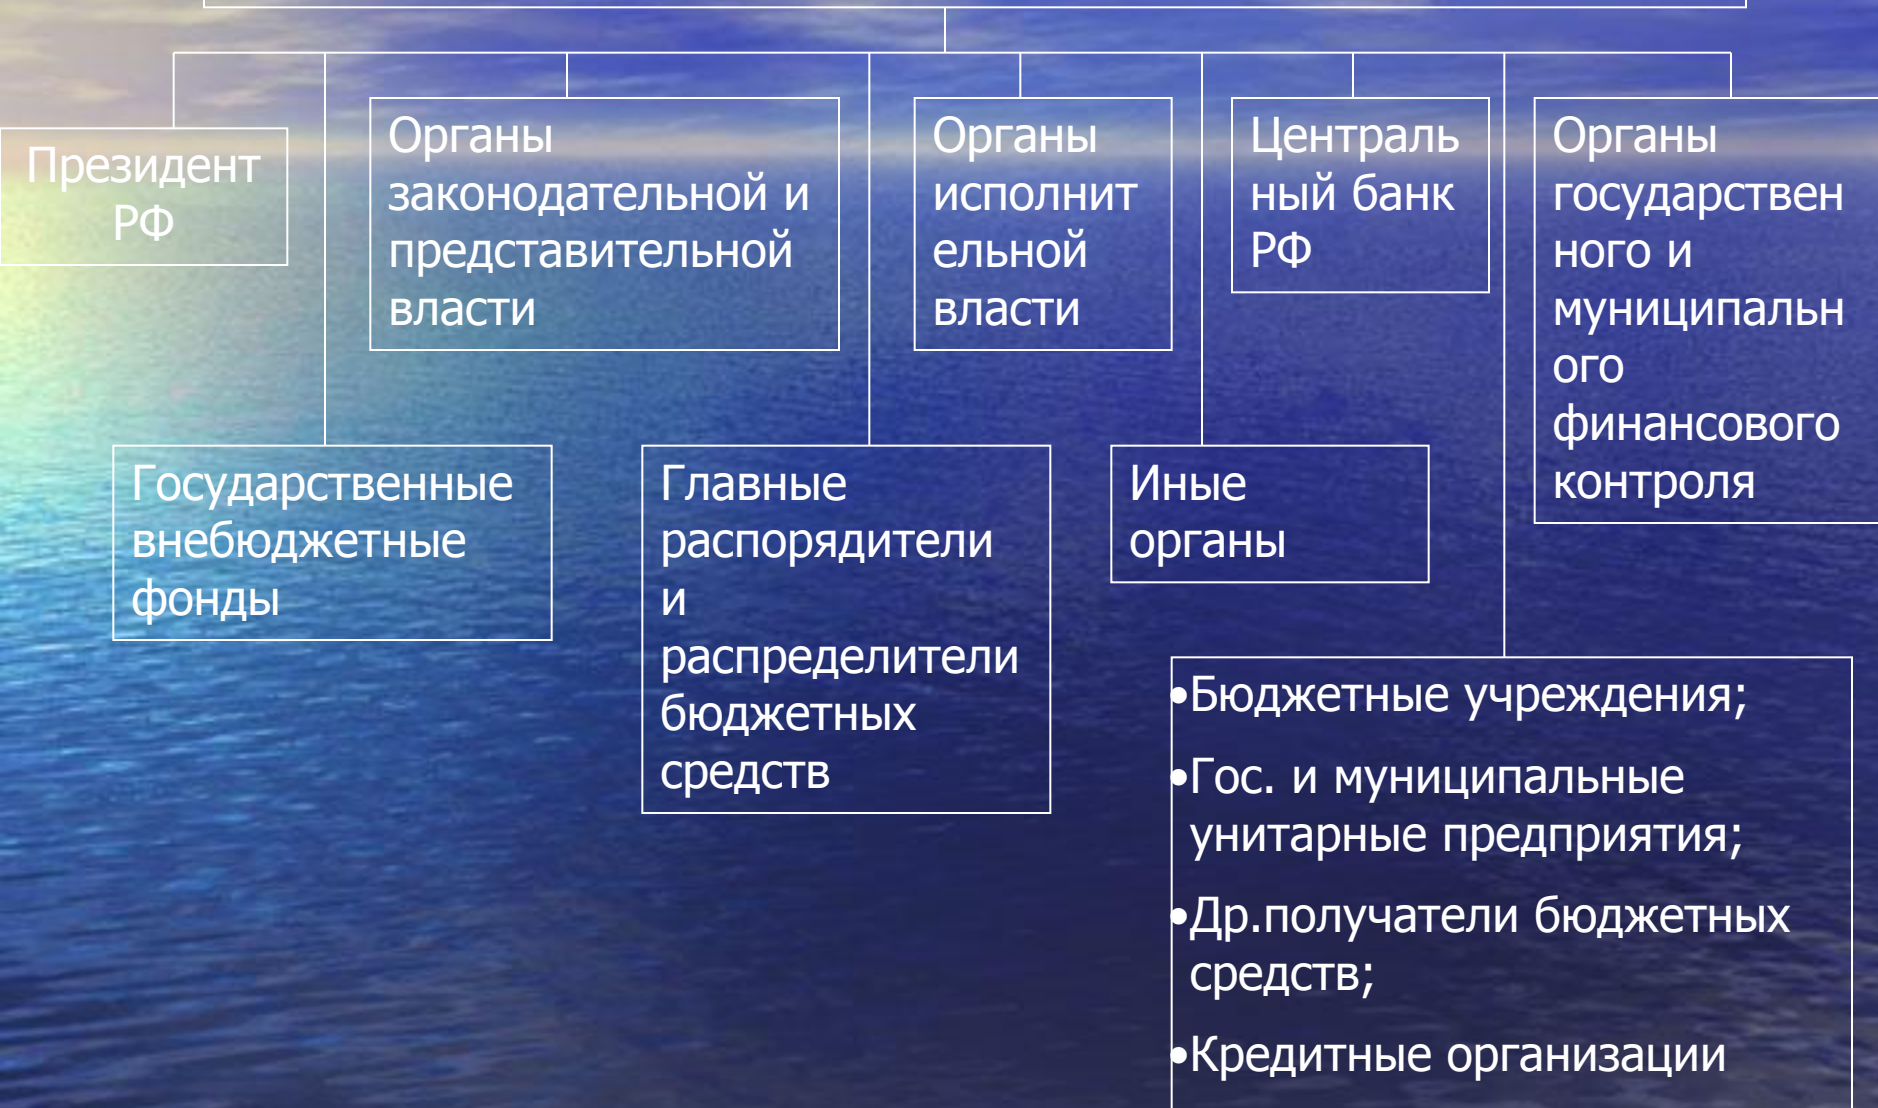 Президент
РФ
Органы
законодательной и
представительной
власти
Органы
исполнит
ельной
власти
Централь
ный банк
РФ
Органы
государствен
ного и
муниципальн
ого
финансового
контроля
Государственные
внебюджетные
фонды
Главные
распорядители
и
распределители
бюджетных
средств
Иные
органы
•Бюджетные учреждения;
•Гос. и муниципальные
унитарные предприятия;
•Др.получатели бюджетных
средств;
•Кредитные организации